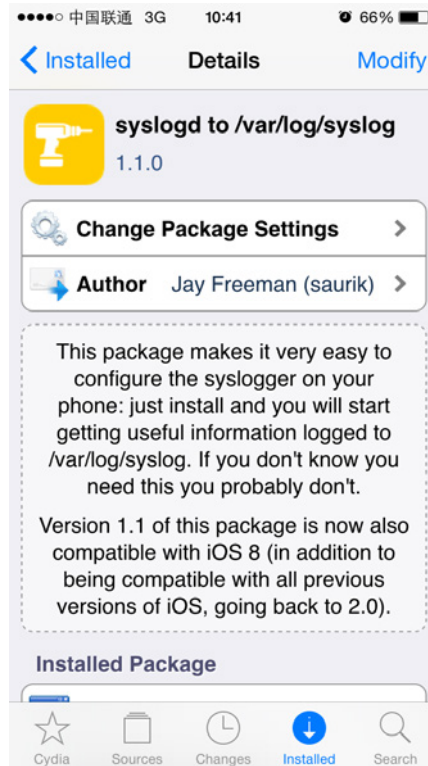 中国联通 3G 10:41 66%
Installed Details Modify
syslogd to /var/log/syslog
1.1.0
Change Package Settings
Author Jay Freeman (saurik)
This package makes it very easy to
configure the syslogger on your
phone: just install and you will start
getting useful information logged to
/var/log/syslog. If you don't know you
need this you probably don't.
Version 1.1 of this package is now also
compatible with iOS 8 (in addition to
being compatible with all previous
versions of iOS, going back to 2.0).
Installed Package
Cydia Sources Changes Installed Search